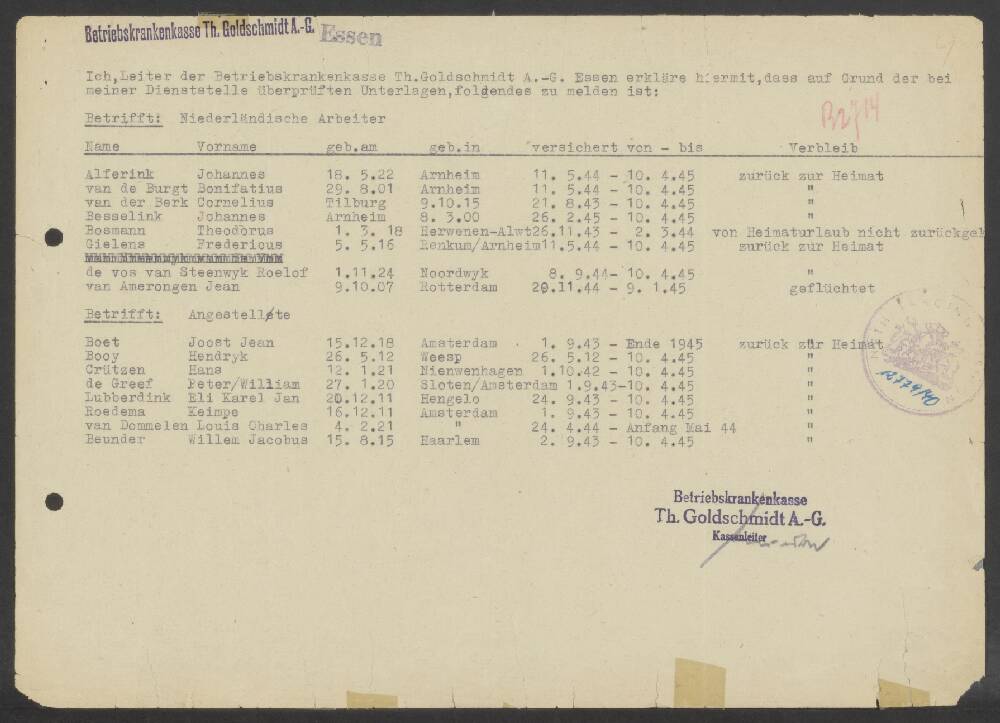 Betriebskrankenkasse Th. Goldschmidt A.-G. Essen
Ich,Leiter der Betriebskrankenkasse Th.Goldschmidt A.-G. Essen erkläre hiermit,dass auf Grund der bei
meiner Dienststelle überprüften Unterlagen,folgendes zu melden ist:
B2714
Betrifft: Niederländische Arbeiter
Name Vorname geb.am geb.in versichert von - bis Verbleib
Alferink Johannes 18. 5.22 Arnheim 11. 5.44 - 10. 4.45 zurück zur Heimat
van de Burgt Bonifatius 29. 8.01 Arnheim 11. 5.44 - 10. 4.45 "
van der Berk Cornelius Tilburg 9.10.15 21. 8.43 - 10. 4.45 "
Besselink Johannes Arnheim 8. 3.00 26. 2.45 - 10. 4.45 "
Bosmann Theodorus 1. 3. 18 Herwenen-Alwt26.11.43 - 2. 3.44 von Heimaturlaub nicht zurückgek
Gielens Fredericus 5. 5.16 Renkum/Arnheim11.5.44 - 10. 4.45 zurück zur Heimat
de vos van Steenwyk Roelof 1.11.24 Noordwyk 8. 9.44- 10. 4.45 "
van Amerongen Jean 9.10.07 Rotterdam 20.11.44 - 9. 1.45 geflüchtet
Betrifft: Angestellte
Boet Joost Jean 15.12.18 Amsterdam 1. 9.43 - Ende 1945 zurück zur Heimat
Booy Hendryk 26. 5.12 Weesp 26. 5.12 - 10. 4.45 "
Crützen Hans 12. 1.21 Nienwenhagen 1.10.42 - 10. 4.45 "
de Greef Peter/William 27. 1.20 Sloten/Amsterdam 1.9.43-10. 4.45 "
Lubberdink Eli Karel Jan 20.12.11 Hengelo 24. 9.43 - 10. 4.45 "
Roedema Keimpe 16.12.11 Amsterdam 1. 9.43 - 10. 4.45 "
van Dommelen Louis Charles 4. 2.21 " 24. 4.44 - Anfang Mai 44 "
Beunder Willem Jacobus 15. 8.15 Haarlem 2. 9.43 - 10. 4.45 "
Betriebskrankenkasse
Th. Goldschmidt A.-G.
Kassenleiter